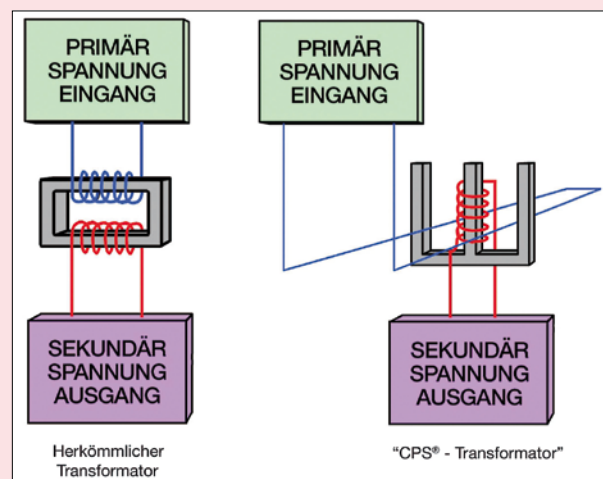 PRIMÄR
SPANNUNG
EINGANG
PRIMÄR
SPANNUNG
EINGANG
SEKUNDÄR
SPANNUNG
AUSGANG
SEKUNDÄR
SPANNUNG
AUSGANG
Herkömmlicher
Transformator
"CPS® - Transformator"